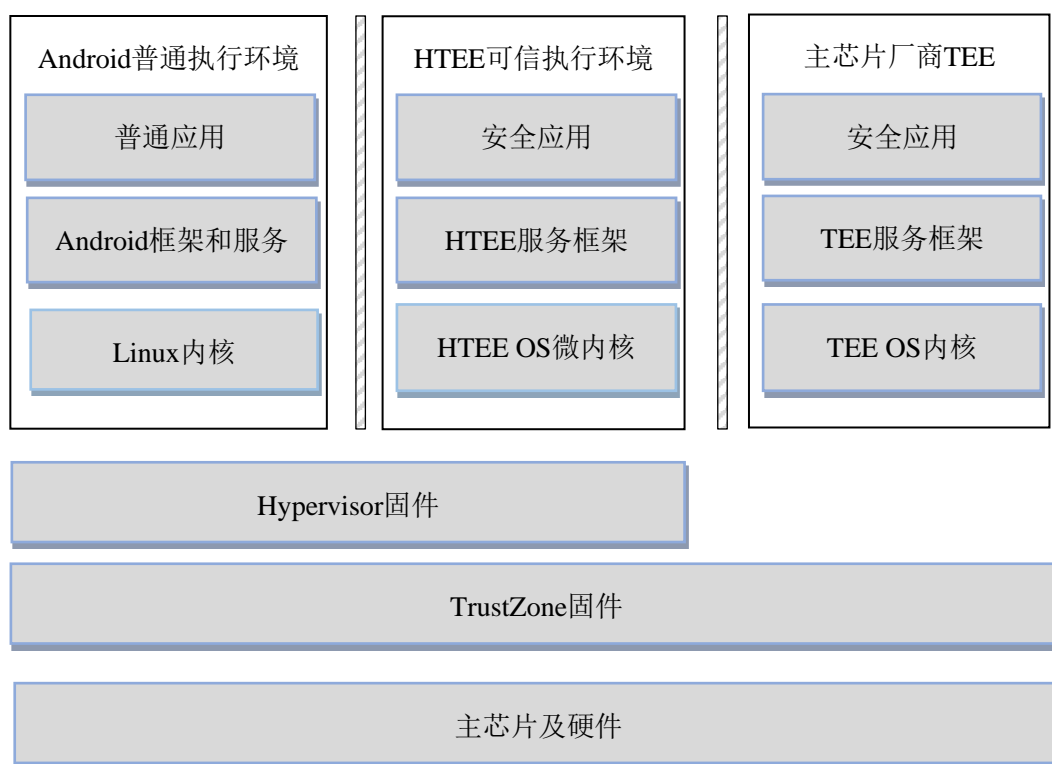 Android普通执行环境
普通应用
Android框架和服务
Linux内核
HTEE可信执行环境
安全应用
HTEE服务框架
HTEE OS微内核
主芯片厂商TEE
安全应用
TEE服务框架
TEE OS内核
Hypervisor固件
TrustZone固件
主芯片及硬件